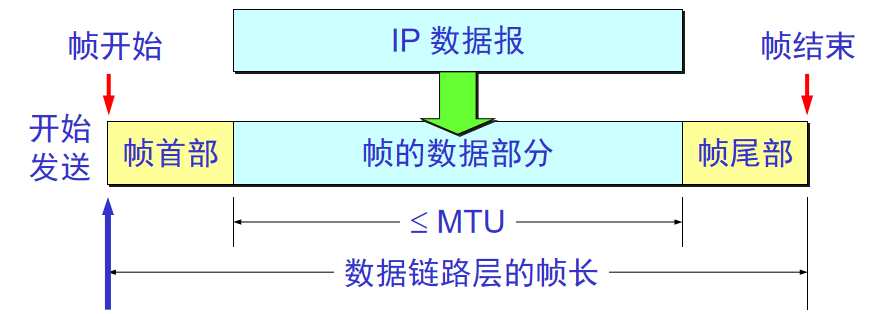 IP 数据报
帧开始
帧结束
开始
发送
帧首部
帧的数据部分
帧尾部
≤ MTU
数据链路层的帧长